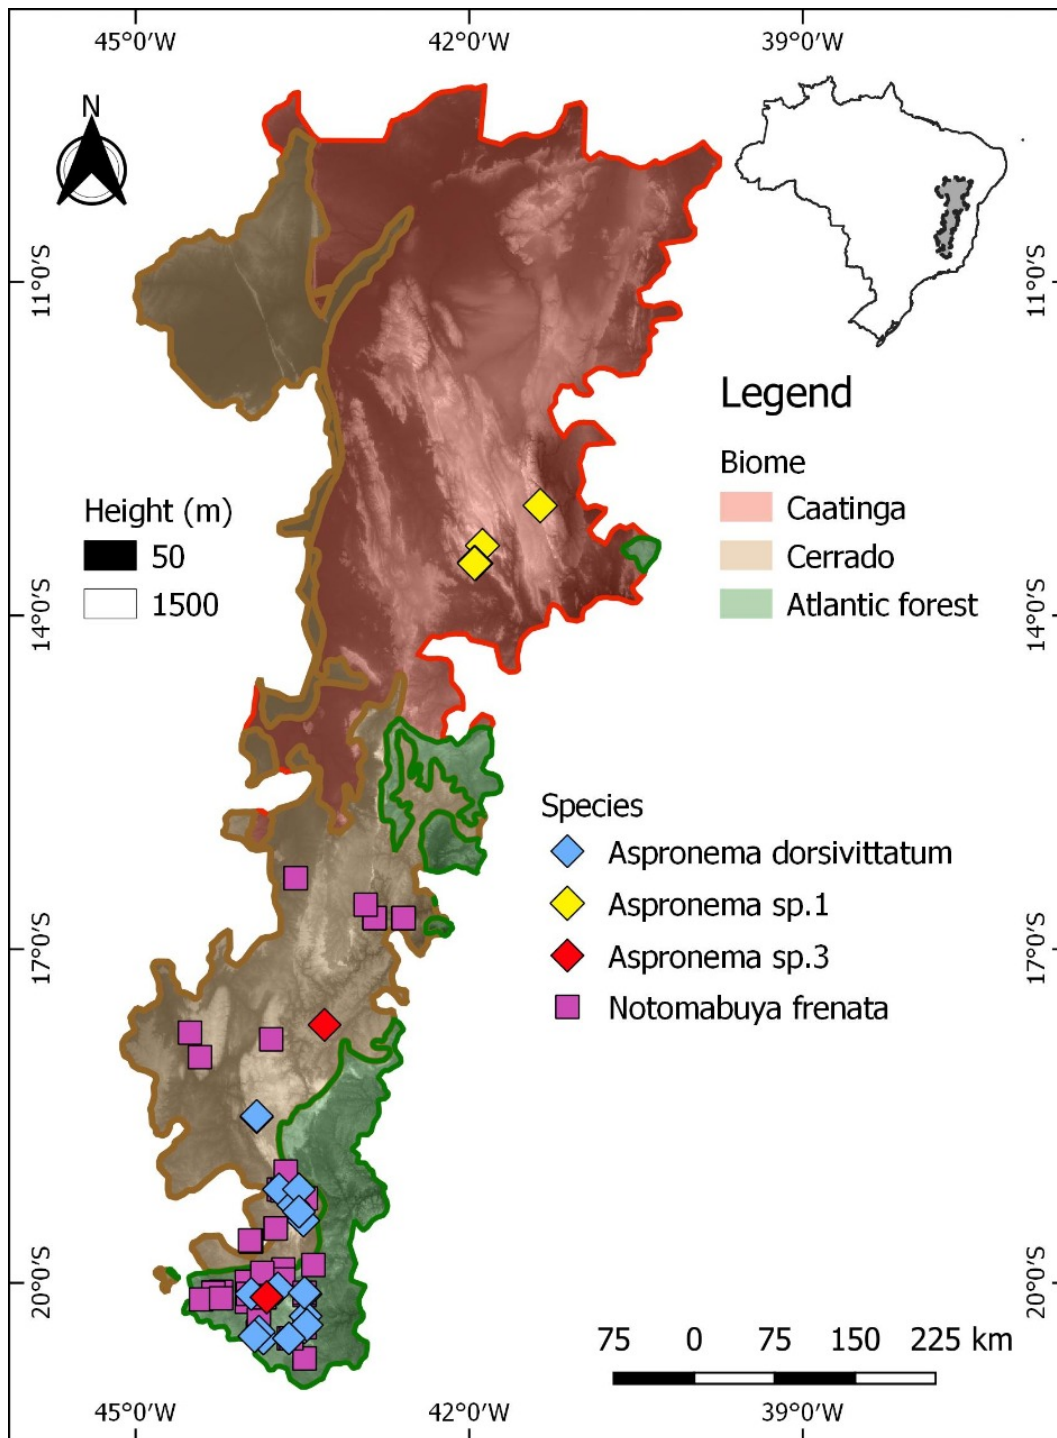 45°0'W 42°0'W 39°0'W
N
11°0'S 11°0'S
Legend
Biome
Caatinga
Cerrado
Atlantic forest
Height (m)
50
1500
14°0'S 14°0'S
Species
Aspronema dorsivittatum
Aspronema sp.1
Aspronema sp.3
Notomabuya frenata
17°0'S 17°0'S
20°0'S 20°0'S
75 0 75 150 225 km
45°0'W 42°0'W 39°0'W